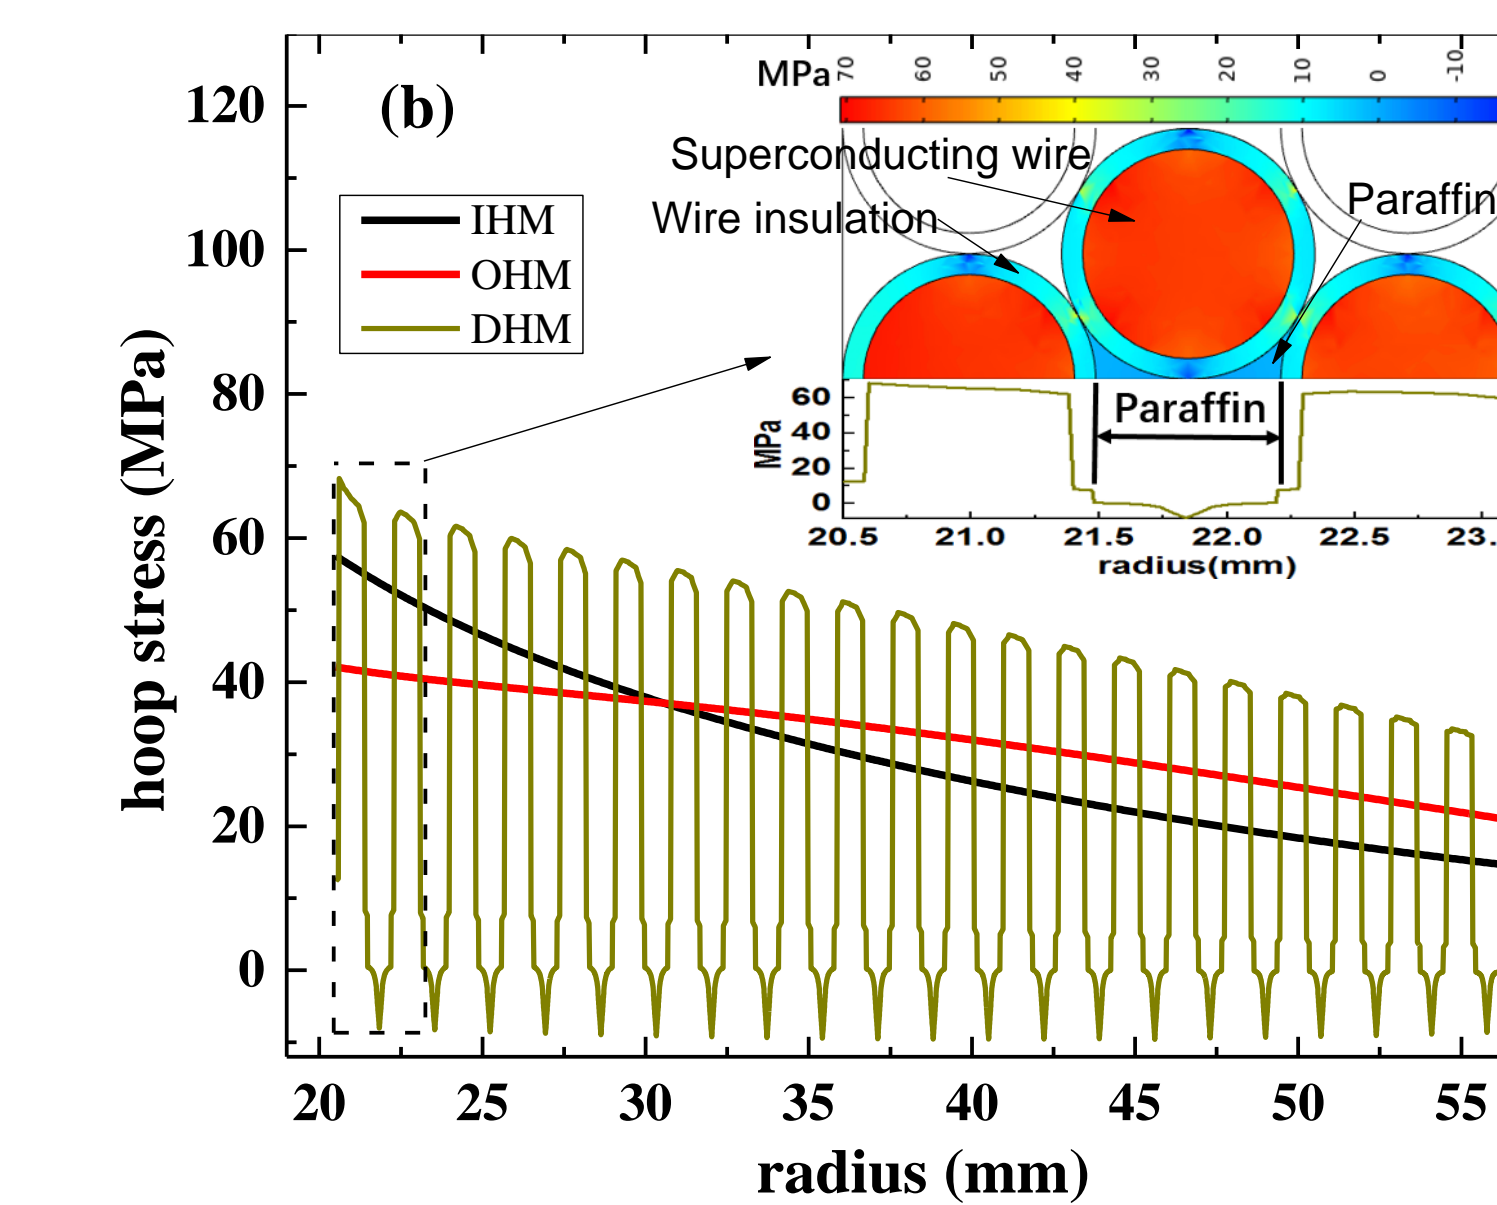 MPa 70 60 50 40 30 20 10 0 -10
(b)
120
100
80
60
40
20
0
hoop stress (MPa)
IHM
OHM
DHM
Superconducting wire
Wire insulation
Paraffin
Paraffin
60
40
20
0
MPa
20.5 21.0 21.5 22.0 22.5 23.
radius(mm)
20 25 30 35 40 45 50 55
radius (mm)